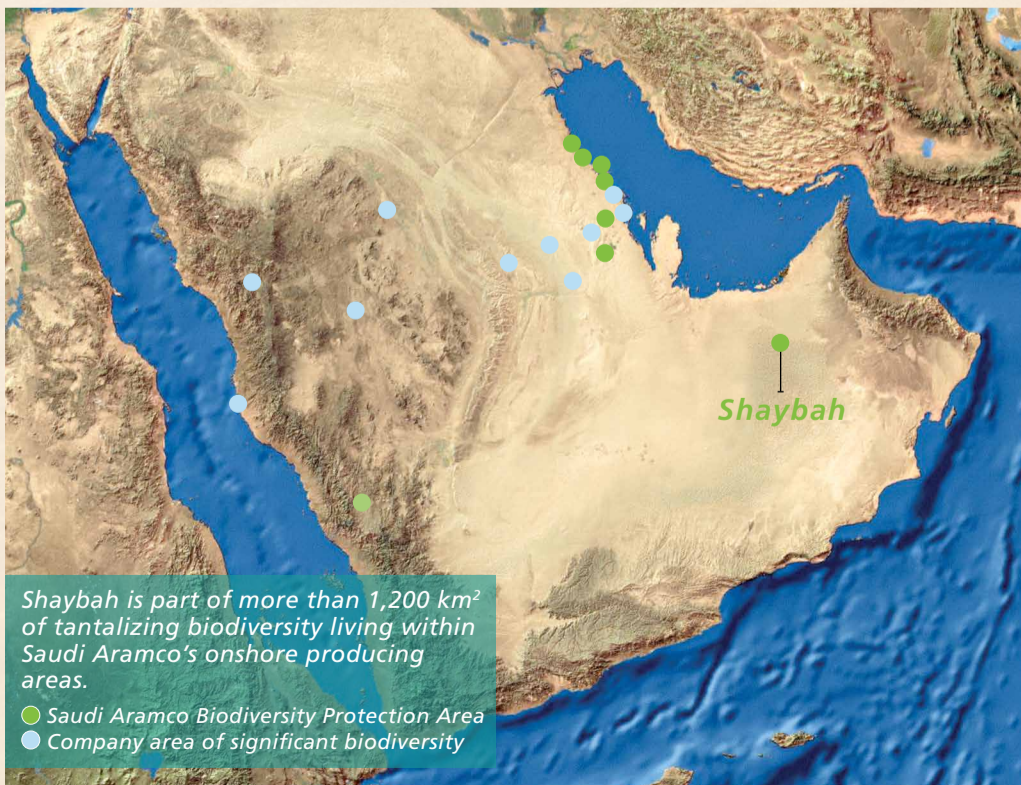 Shaybah
Shaybah is part of more than 1,200 km²
of tantalizing biodiversity living within
Saudi Aramco's onshore producing
areas.
Saudi Aramco Biodiversity Protection Area
Company area of significant biodiversity